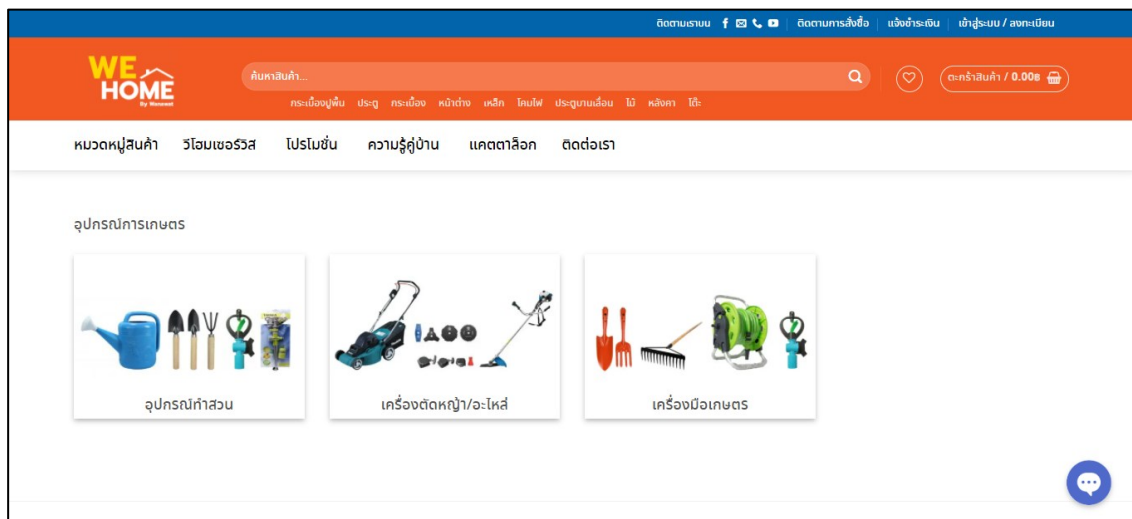 ติดตามเราบน ติดตามการสั่งซื้อ แจ้งชำระเงิน เข้าสู่ระบบ / ลงทะเบียน
WE
HOME
By Wanawat
ค้นหาสินค้า...
ตะกร้าสินค้า / 0.00฿
กระเบื้องปูพื้น ประตู กระเบื้อง หน้าต่าง เหล็ก โคมไฟ ประตูบานเลื่อน ไม้ หลังคา โต๊ะ
หมวดหมู่สินค้า วีโฮมเซอร์วิส โปรโมชั่น ความรู้คู่บ้าน แคตตาล็อก ติดต่อเรา
อุปกรณ์การเกษตร
อุปกรณ์ทำสวน เครื่องตัดหญ้า/อะไหล่ เครื่องมือเกษตร